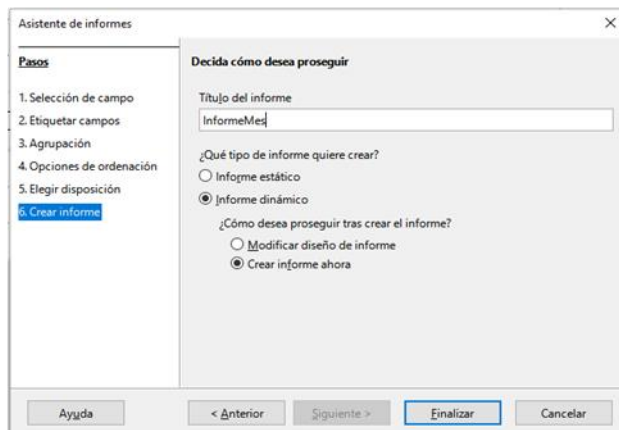 Asistente de informes
Pasos
1. Selección de campo
2. Etiquetar campos
3. Agrupación
4. Opciones de ordenación
5. Elegir disposición
6. Crear informe
Decida cómo desea proseguir
Título del informe
InformeMes
¿Qué tipo de informe quiere crear?
Informe estático
Informe dinámico
¿Cómo desea proseguir tras crear el informe?
Modificar diseño de informe
Crear informe ahora
Ayuda
< Anterior
Siguiente >
Finalizar
Cancelar